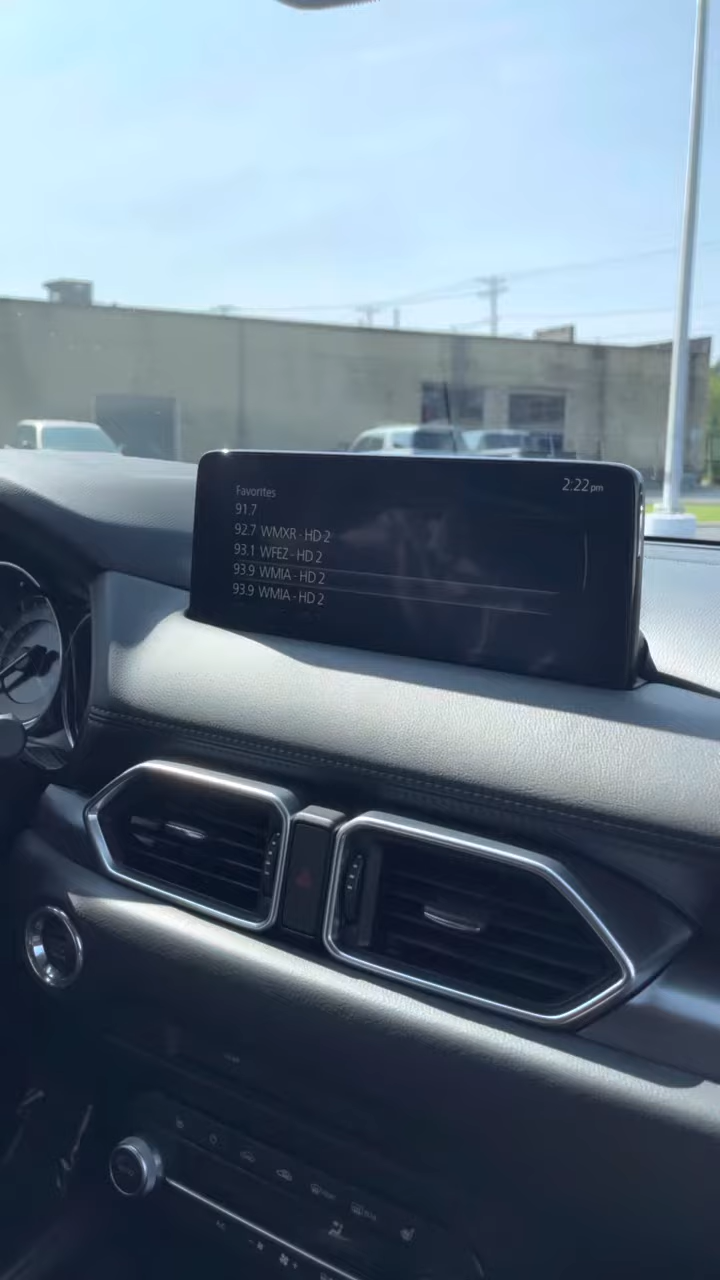 Favorites
2:22 pm
91.7
92.7 WMXR - HD 2
93.1 WFEZ - HD 2
93.9 WMIA - HD 2
93.9 WMIA - HD 2